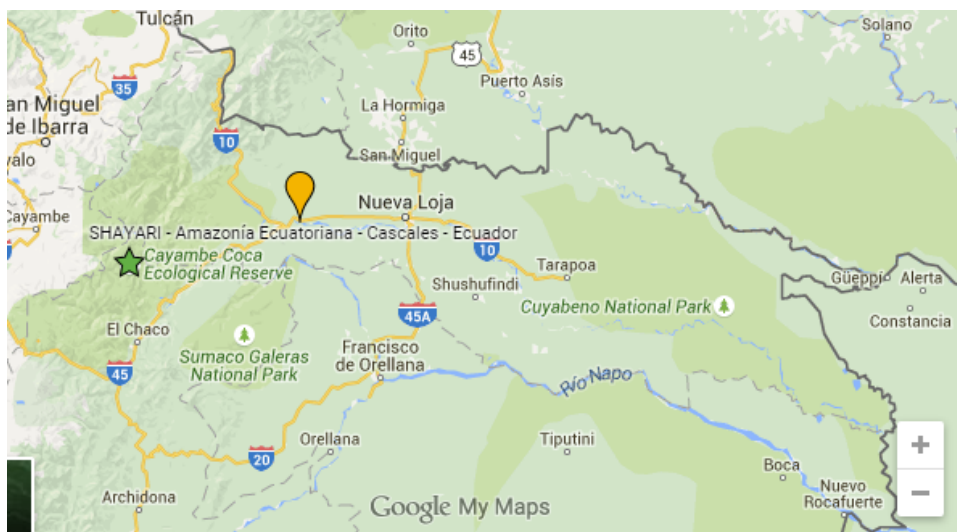 Tulcán
Orito
Solano
35
45
Puerto Asís
an Miguel
de Ibarra
La Hormiga
10
San Miguel
valo
Cayambe
Nueva Loja
SHAYARI - Amazonía Ecuatoriana - Cascales - Ecuador
10
Cayambe Coca
Ecological Reserve
Tarapoa
Güeppí
Alerta
Shushufindi
Cuyabeno National Park
Constancia
45A
El Chaco
Sumaco Galeras
National Park
Francisco
de Orellana
45
Río Napo
Orellana
Tiputini
20
Boca
Archidona
Nuevo
Rocafuerte
Google My Maps
+
−